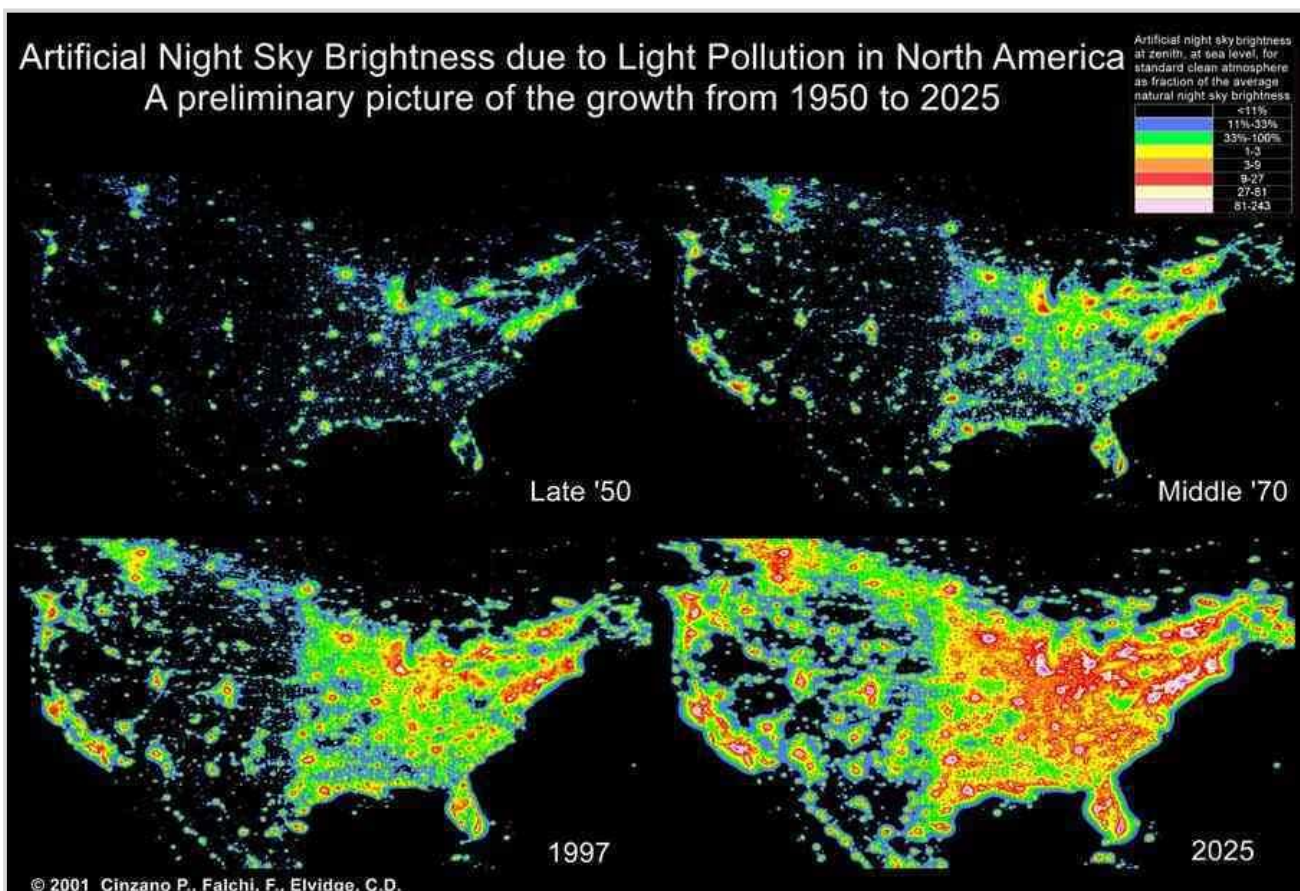 Artificial Night Sky Brightness due to Light Pollution in North America
A preliminary picture of the growth from 1950 to 2025
Artificial night sky brightness
at zenith, at sea level, for
standard clean atmosphere
as fraction of the average
natural night sky brightness
<11%
11%-33%
33%-100%
1-3
3-9
9-27
27-81
81-243
Late '50
Middle '70
1997
2025
© 2001 Cinzano P., Falchi, F., Elvidge, C.D.